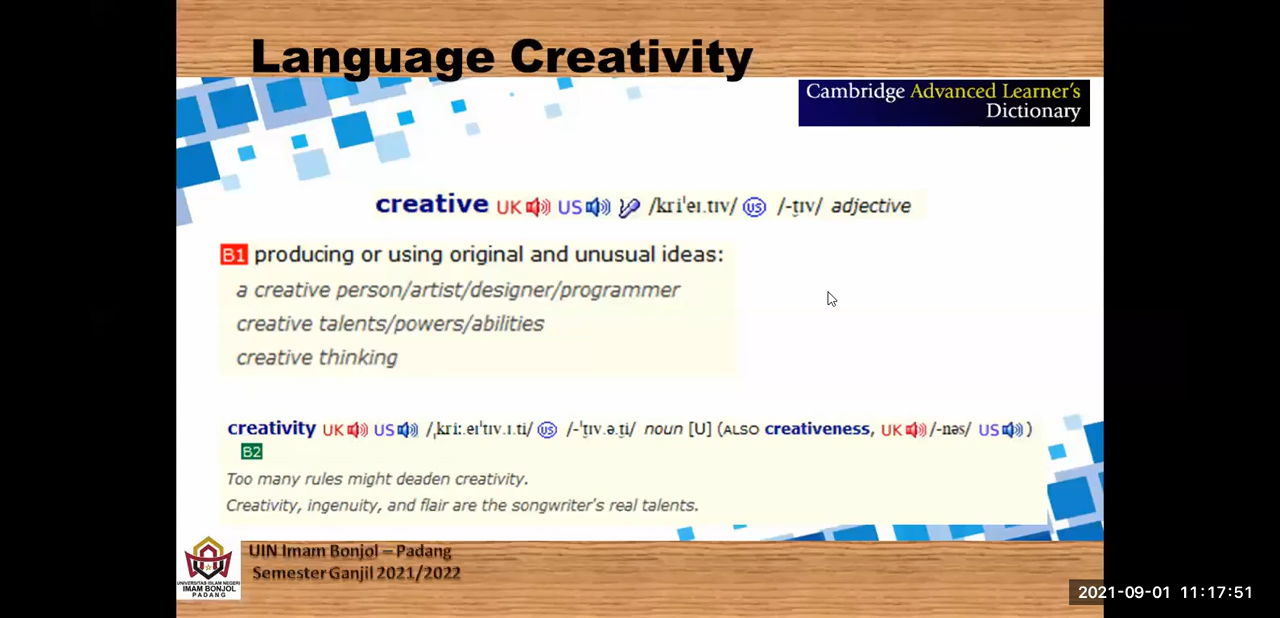 Language Creativity
Cambridge Advanced Learner's
Dictionary
creative UK US /kriˈeɪ.tɪv/ US /-t̬ɪv/ adjective
B1 producing or using original and unusual ideas:
a creative person/artist/designer/programmer
creative talents/powers/abilities
creative thinking
creativity UK US /ˌkriː.eɪˈtɪv.ɪ.ti/ US /-ˈt̬ɪv.ə.t̬i/ noun [U] (ALSO creativeness, UK /-nəs/ US )
B2
Too many rules might deaden creativity.
Creativity, ingenuity, and flair are the songwriter's real talents.
UIN Imam Bonjol – Padang
Semester Ganjil 2021/2022
UNIVERSITAS ISLAM NEGERI
IMAM BONJOL
PADANG
2021-09-01 11:17:51